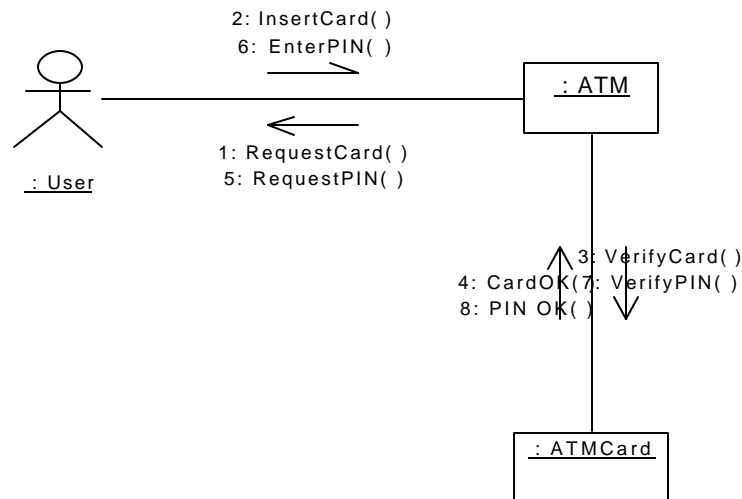 2: InsertCard( )
6: EnterPIN( )
: ATM
1: RequestCard( )
5: RequestPIN( )
: User
3: VerifyCard( )
4: CardOK(
7: VerifyPIN( )
8: PIN OK( )
: ATMCard